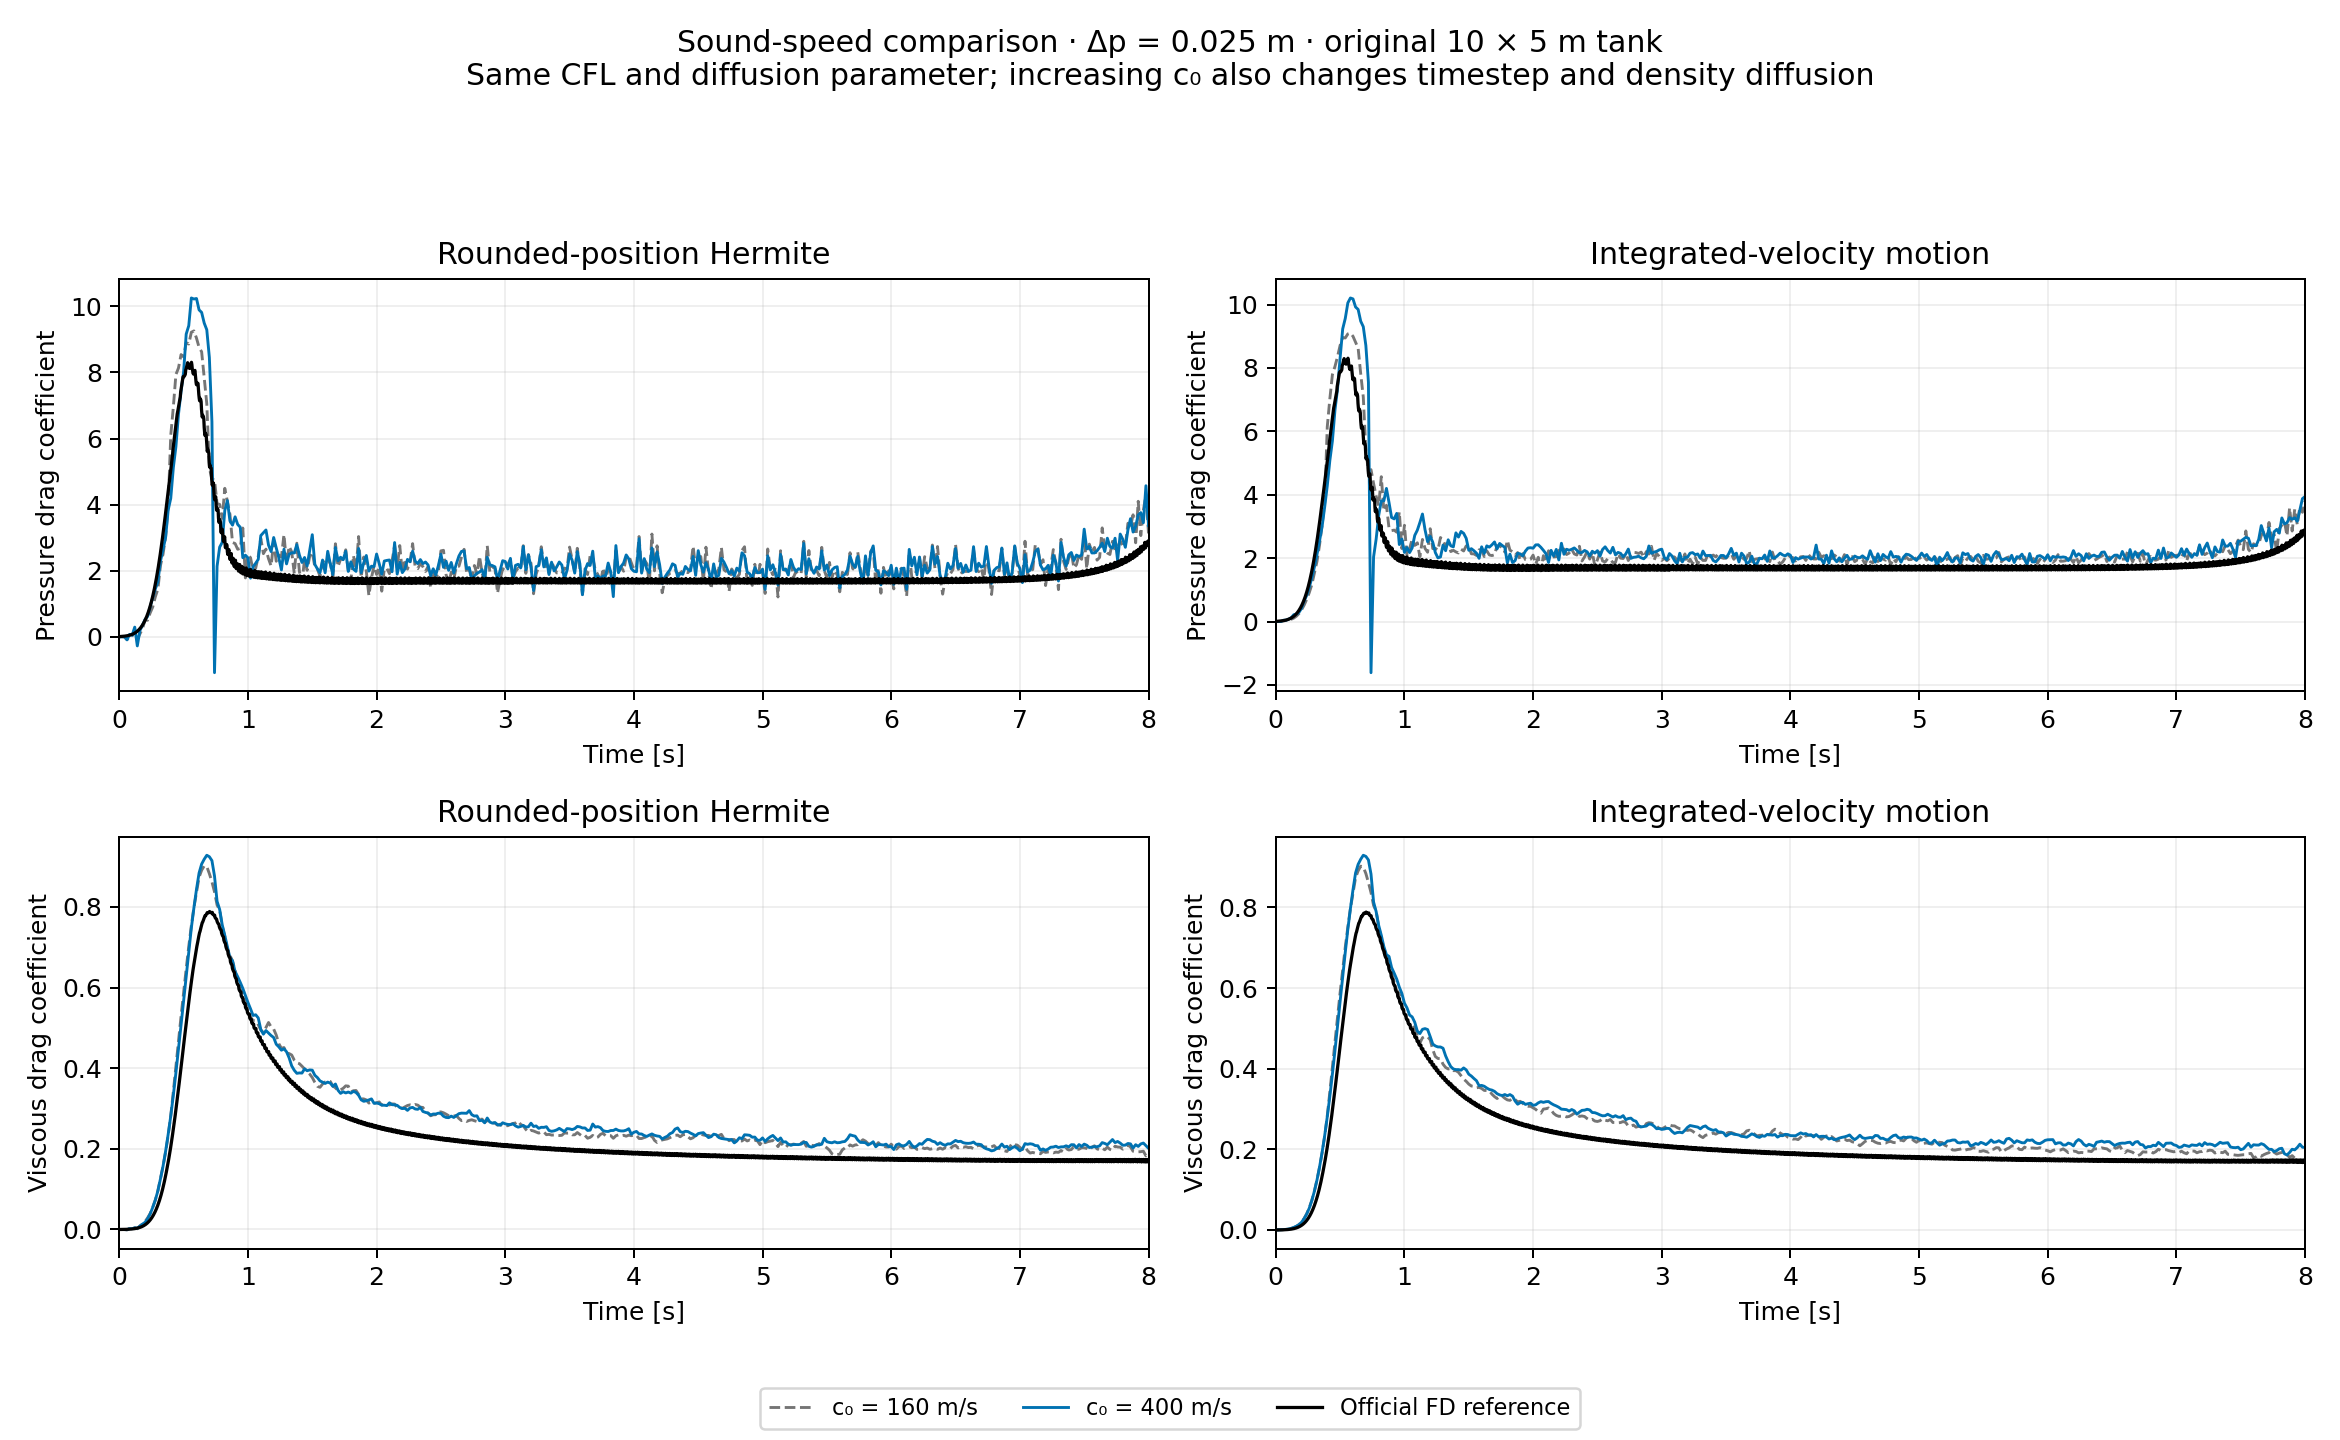 Sound-speed comparison · Δp = 0.025 m · original 10 × 5 m tank
Same CFL and diffusion parameter; increasing c₀ also changes timestep and density diffusion
Rounded-position Hermite
Pressure drag coefficient
10
8
6
4
2
0
0 1 2 3 4 5 6 7 8
Time [s]
Integrated-velocity motion
Pressure drag coefficient
10
8
6
4
2
0
−2
0 1 2 3 4 5 6 7 8
Time [s]
Rounded-position Hermite
Viscous drag coefficient
0.8
0.6
0.4
0.2
0.0
0 1 2 3 4 5 6 7 8
Time [s]
Integrated-velocity motion
Viscous drag coefficient
0.8
0.6
0.4
0.2
0.0
0 1 2 3 4 5 6 7 8
Time [s]
c₀ = 160 m/s
c₀ = 400 m/s
Official FD reference